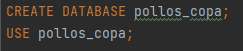 CREATE DATABASE pollos_copa;
USE pollos_copa;